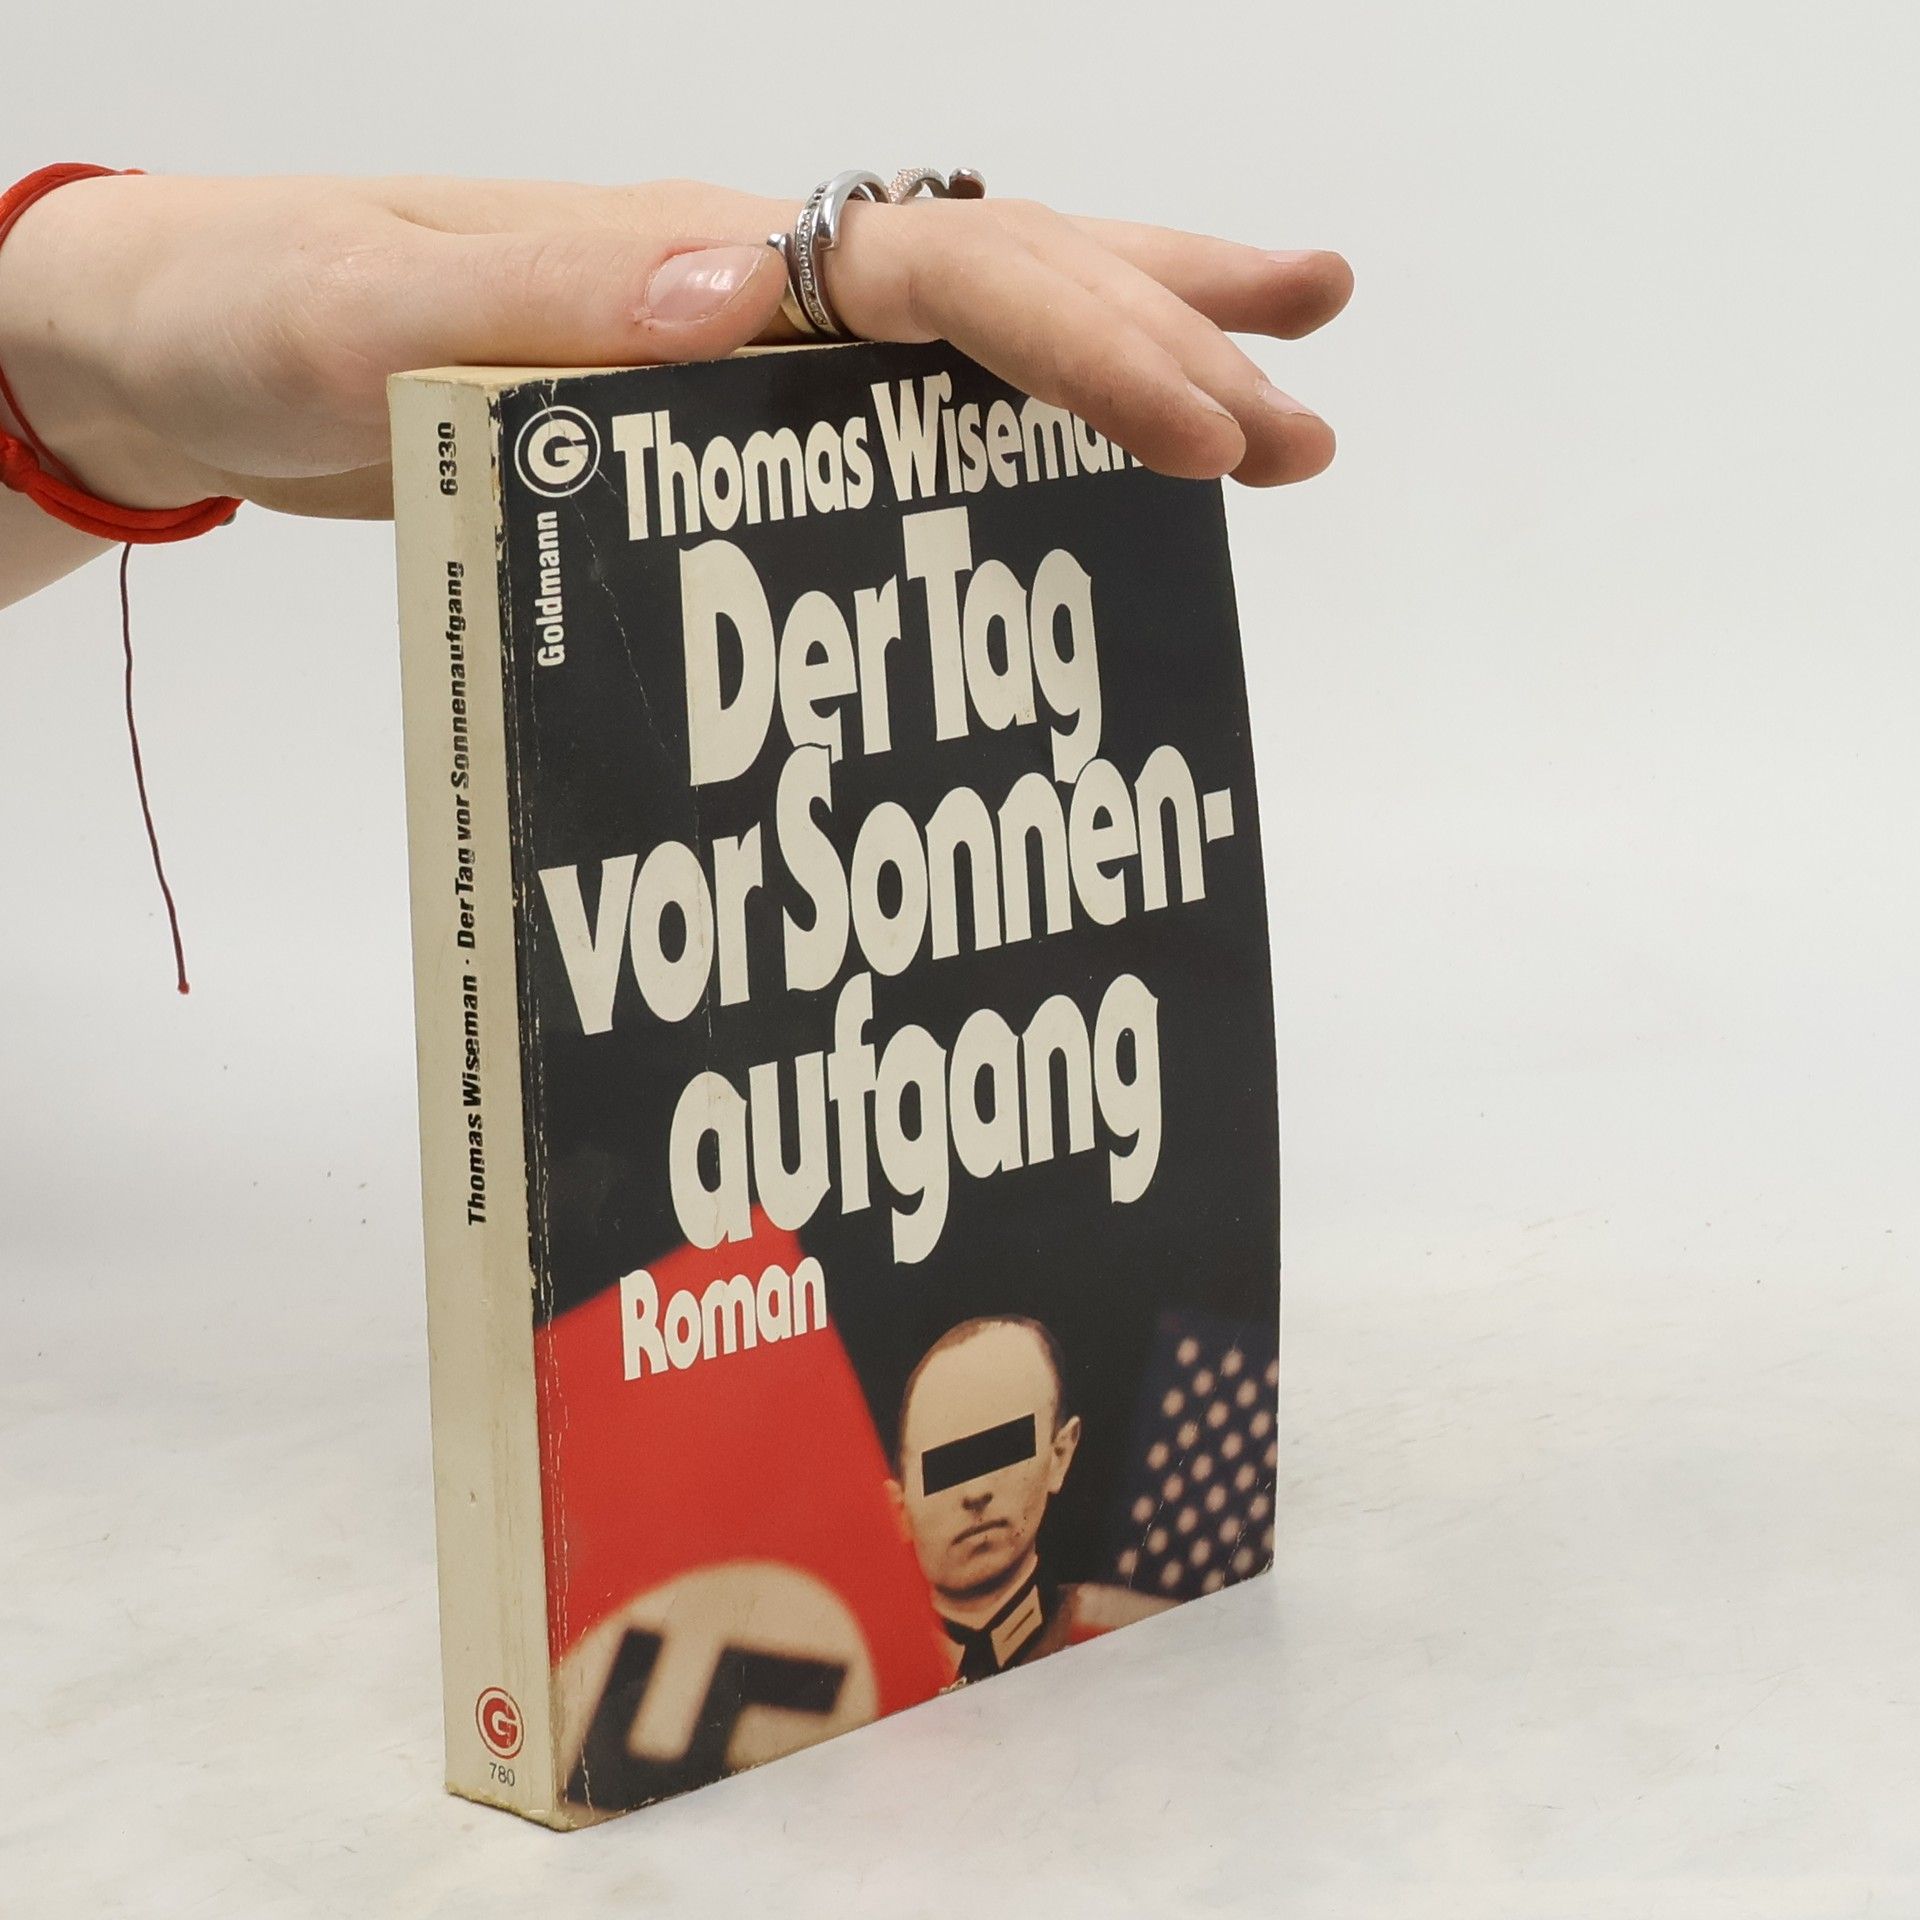 Thomas Wiseman
Der Tag
vor Sonnen-
aufgang
Roman
Goldmann
G
Thomas Wiseman · Der Tag vor Sonnenaufgang 6330
G
780